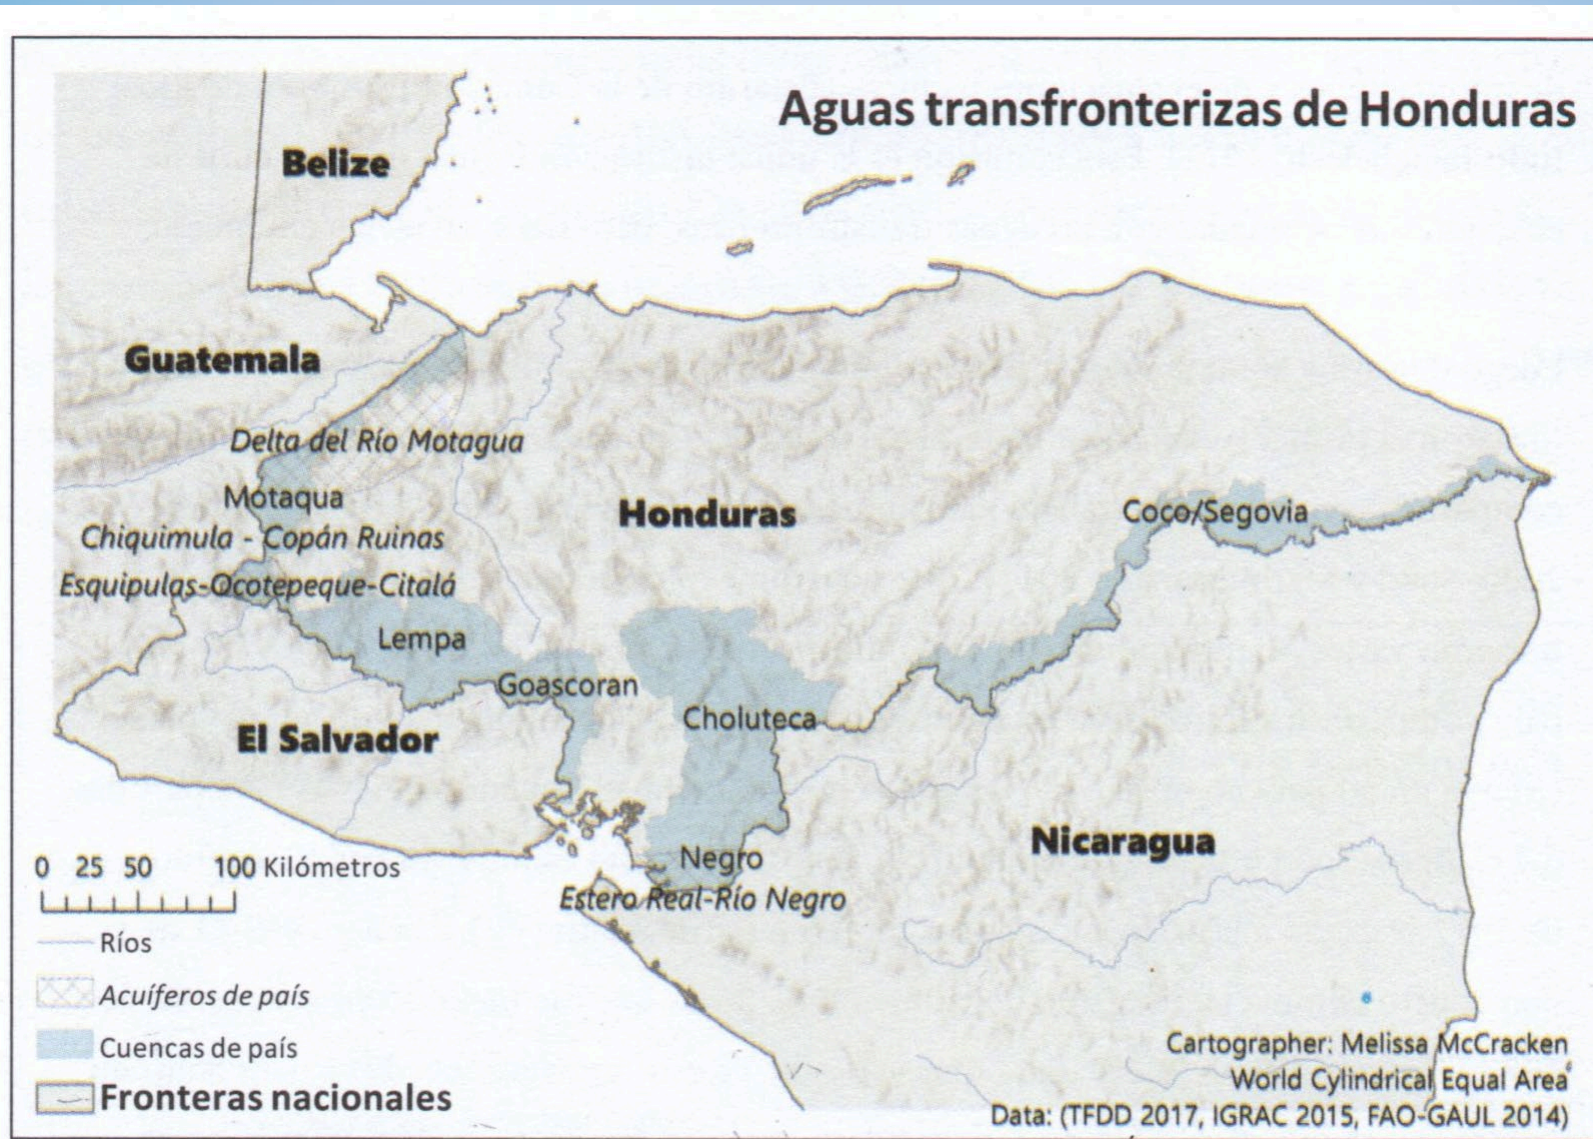 Aguas transfronterizas de Honduras
Belize
Guatemala
Delta del Río Motagua
Motaqua
Chiquimula - Copán Ruinas
Esquipulas-Ocotepeque-Citalá
Honduras
Coco/Segovia
Lempa
Goascoran
Choluteca
El Salvador
Nicaragua
Negro
Estero Real-Río Negro
0 25 50 100 Kilómetros
Ríos
Acuíferos de país
Cuencas de país
Fronteras nacionales
Cartographer: Melissa McCracken
World Cylindrical Equal Area
Data: (TFDD 2017, IGRAC 2015, FAO-GAUL 2014)